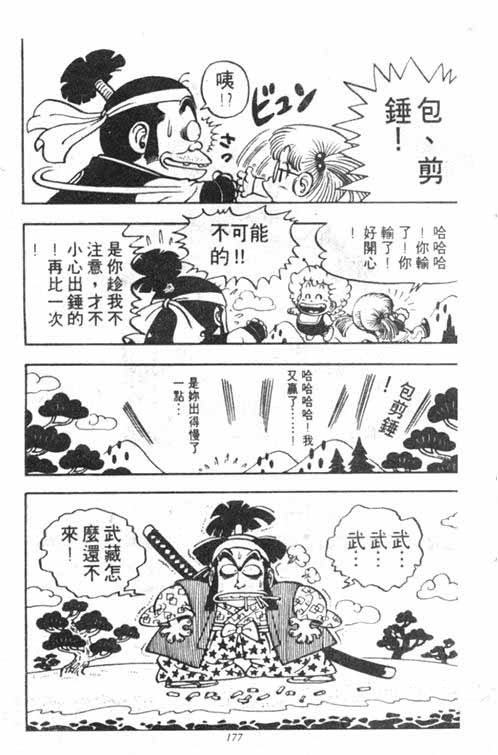 包、剪
錘！
ビュン
咦
!?
さっ
哈哈哈哈
！你輸
了！你
輸了！
好開心
！
不可能
的!!
是你趁我不
注意，才不
小心出錘的
！再比一次
！
包剪錘
！
哈哈哈哈！我
又贏了……！
是妳出得慢了
一點…
武…
武…
武…
武藏怎
麼還不
來！
177